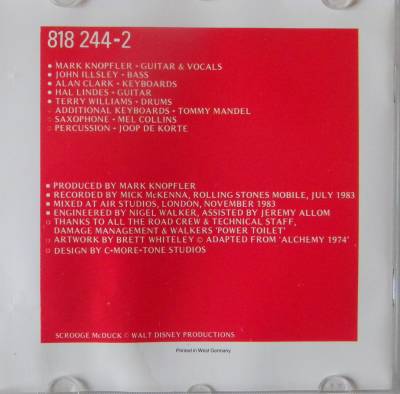 818 244-2
● MARK KNOPFLER • GUITAR & VOCALS
● JOHN ILLSLEY • BASS
● ALAN CLARK • KEYBOARDS
● HAL LINDES • GUITAR
● TERRY WILLIAMS • DRUMS
○ ADDITIONAL KEYBOARDS • TOMMY MANDEL
○ SAXOPHONE • MEL COLLINS
□ PERCUSSION • JOOP DE KORTE
■ PRODUCED BY MARK KNOPFLER
● RECORDED BY MICK McKENNA, ROLLING STONES MOBILE, JULY 1983
● MIXED AT AIR STUDIOS, LONDON, NOVEMBER 1983
● ENGINEERED BY NIGEL WALKER, ASSISTED BY JEREMY ALLOM
□ THANKS TO ALL THE ROAD CREW & TECHNICAL STAFF,
DAMAGE MANAGEMENT & WALKERS 'POWER TOILET'
□ ARTWORK BY BRETT WHITELEY © ADAPTED FROM 'ALCHEMY 1974'
□ DESIGN BY C-MORE-TONE STUDIOS
SCROOGE McDUCK © WALT DISNEY PRODUCTIONS
Printed in West Germany